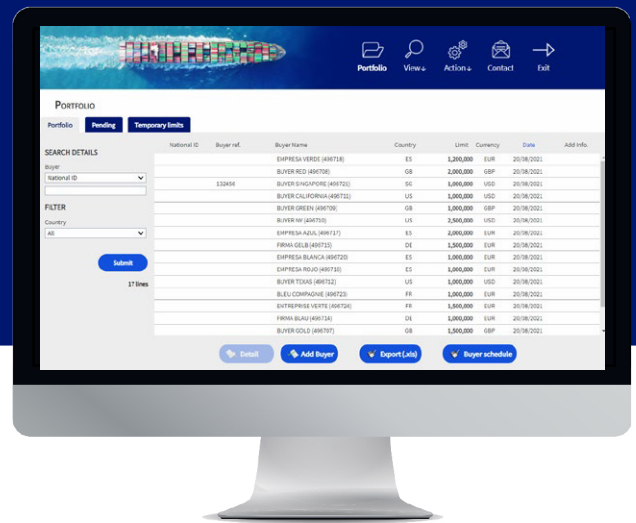 Portfolio View↓ Action↓ Contact Exit
PORTFOLIO
Portfolio Pending Temporary limits
SEARCH DETAILS
Buyer
National ID
FILTER
Country
All
Submit
17 lines
National ID Buyer ref. Buyer Name Country Limit Currency Date Add Info.
EMPRESA VERDE (496718) ES 1,200,000 EUR 20/08/2021
BUYER RED (496708) GB 2,000,000 GBP 20/08/2021
132456 BUYER SINGAPORE (496721) SG 1,000,000 USD 20/08/2021
BUYER CALIFORNIA (496711) US 1,000,000 USD 20/08/2021
BUYER GREEN (496709) GB 1,000,000 GBP 20/08/2021
BUYER NY (496710) US 2,500,000 USD 20/08/2021
EMPRESA AZUL (496717) ES 2,000,000 EUR 20/08/2021
FIRMA GELB (496715) DE 1,500,000 EUR 20/08/2021
EMPRESA BLANCA (496720) ES 1,000,000 EUR 20/08/2021
EMPRESA ROJO ES 1,000,000 EUR 20/08/2021
BUYER TEXAS (496712) US 1,000,000 USD 20/08/2021
BLEU COMPAGNIE (496723) FR 1,000,000 EUR 20/08/2021
ENTREPRISE VERTE (496724) FR 1,500,000 EUR 20/08/2021
FIRMA BLAU (496714) DE 1,000,000 EUR 20/08/2021
BUYER GOLD (496707) GB 1,500,000 GBP 20/08/2021
Detail Add Buyer Export (.xls) Buyer schedule